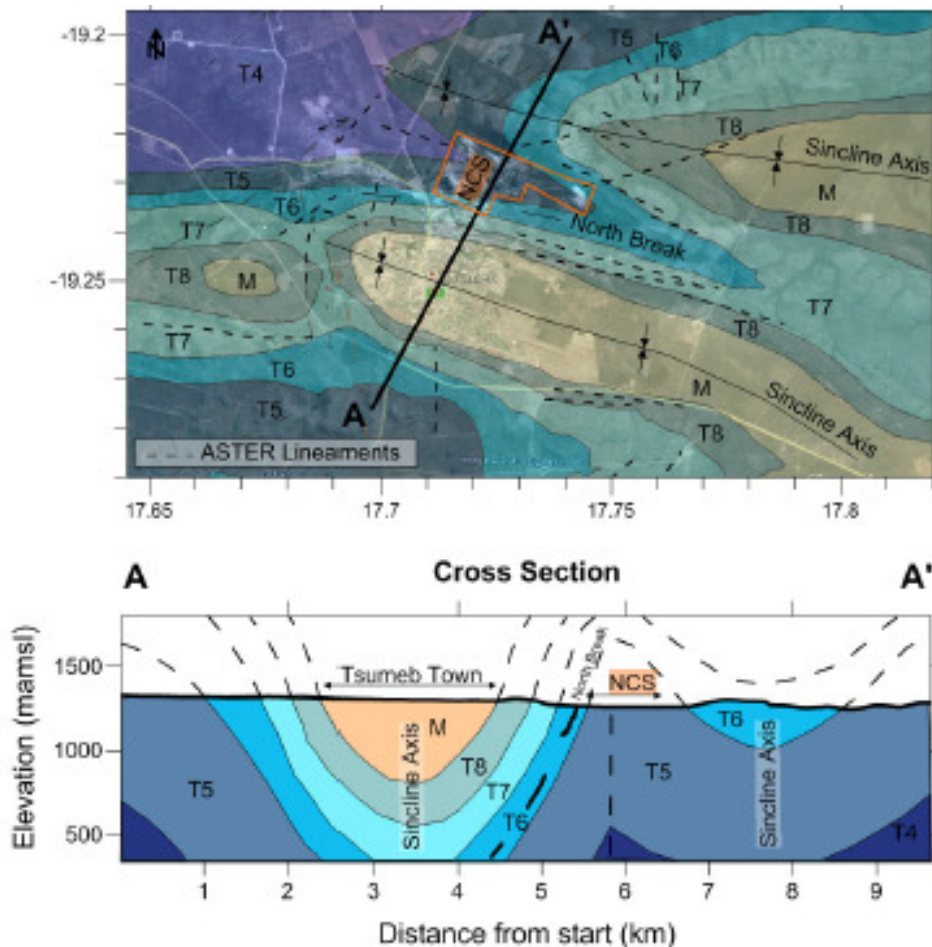 -19.2
N
A'
T5
T6
T7
T4
T8
Sincline Axis
M
NCS
T5
T6
T8
T7
North Break
-19.25
T8
M
T7
T8
T7
T6
M
A
T5
T8
Sincline Axis
ASTER Lineaments
17.65
17.7
17.75
17.8
A
Cross Section
A'
Elevation (mamsl)
1500
1000
500
Tsumeb Town
North Break
NCS
M
T6
Sincline Axis
T8
Sincline Axis
T5
T7
T5
T6
T4
1
2
3
4
5
6
7
8
9
Distance from start (km)